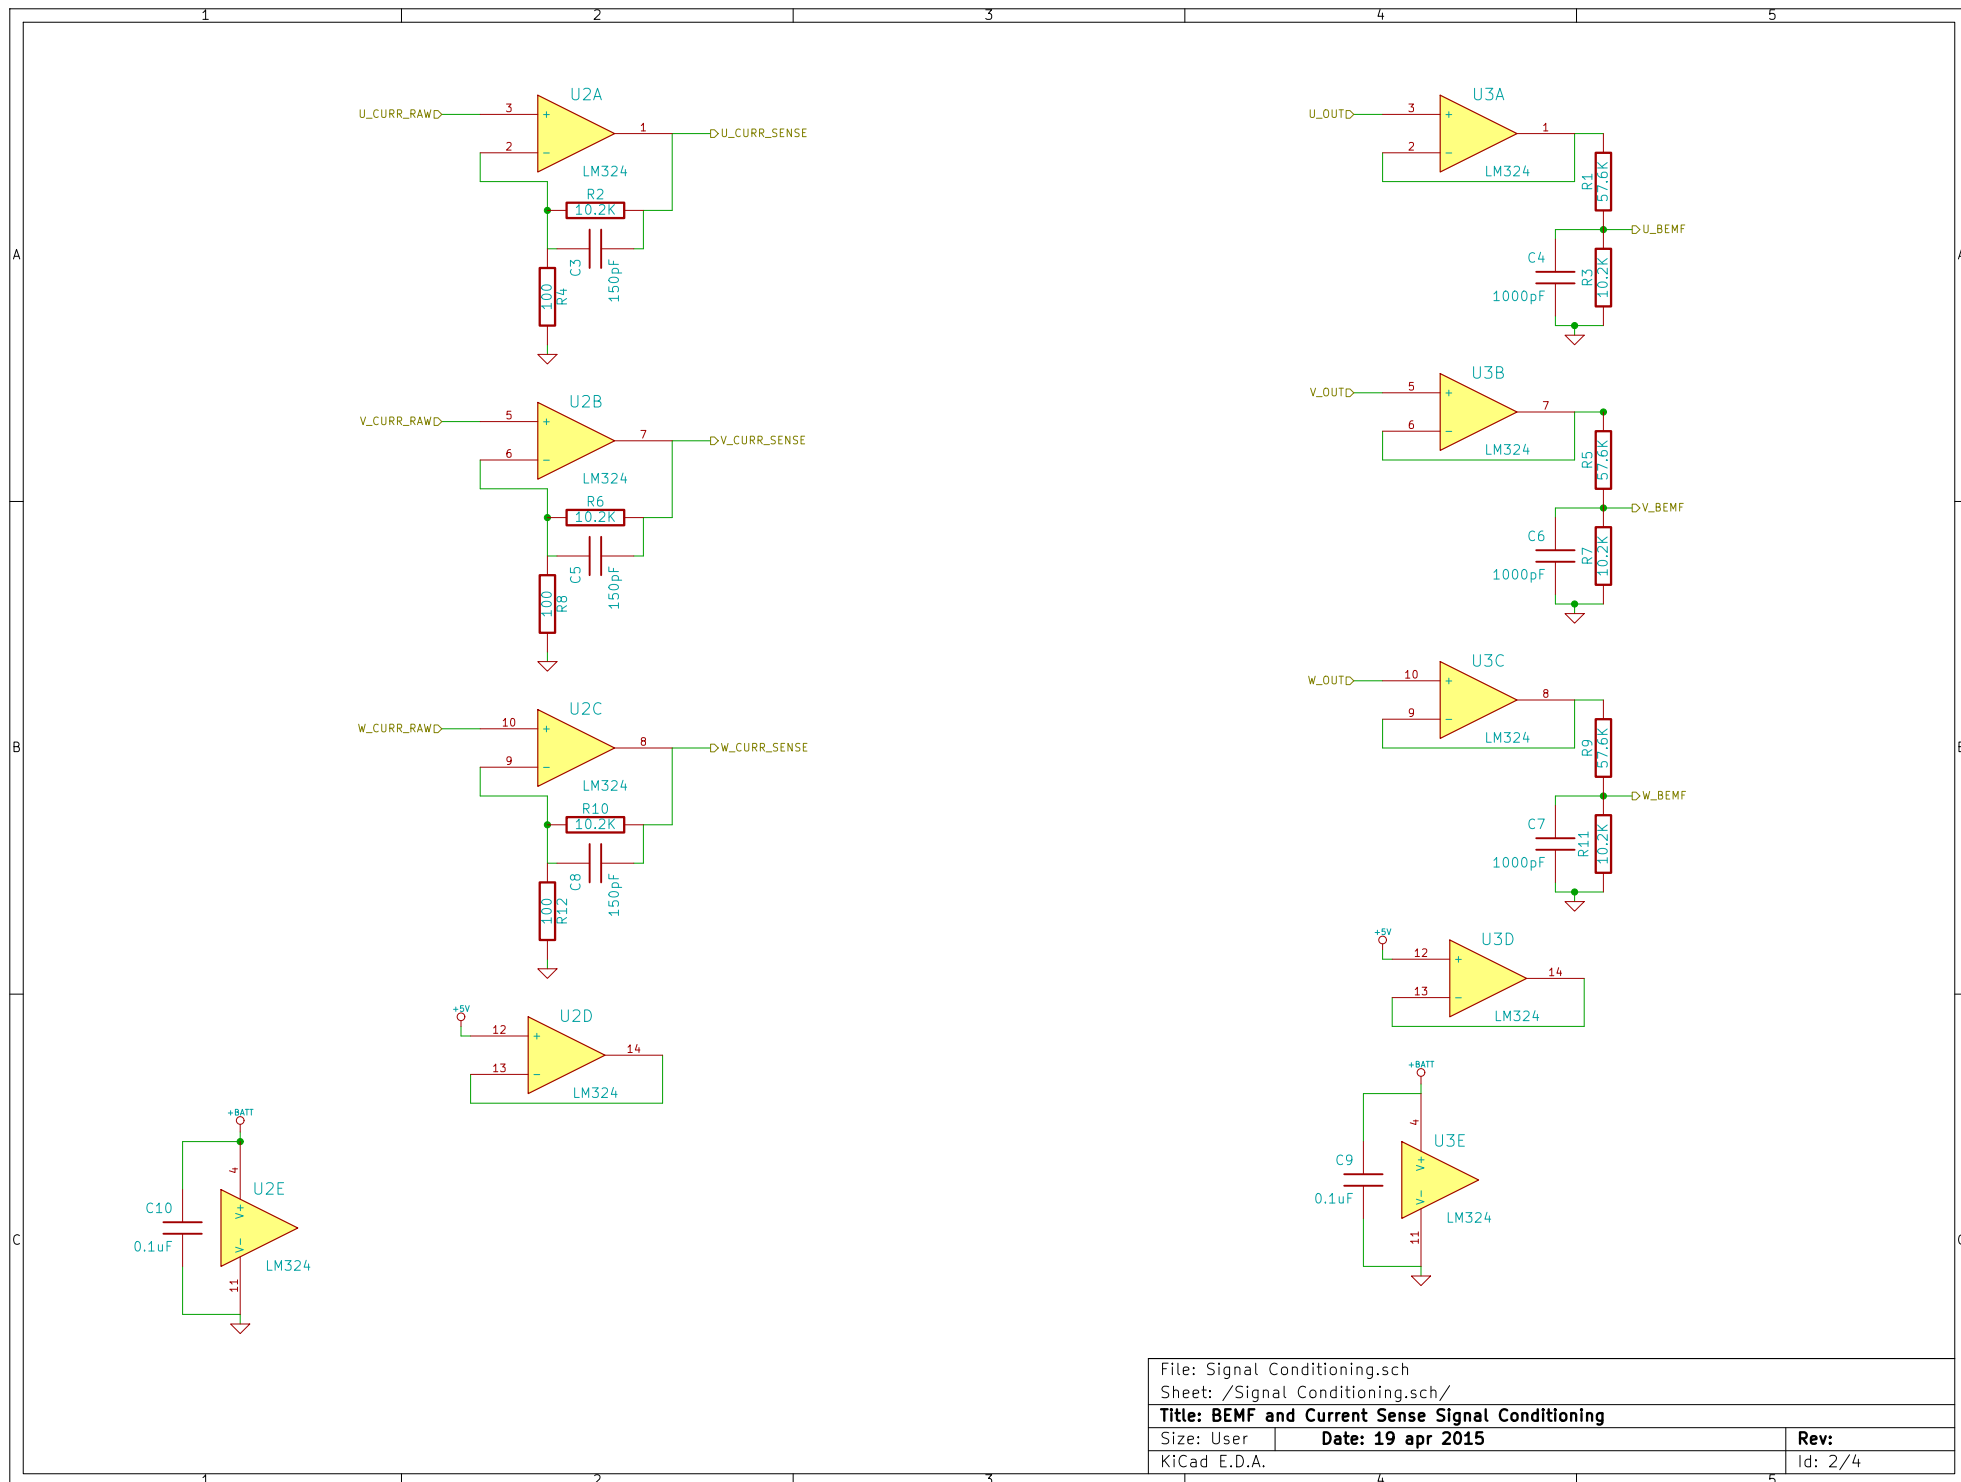 1 2 3 4 5
A
B
C
U2A
U_CURR_RAW
3
+
1
U_CURR_SENSE
2
−
LM324
R2
10.2K
C3
150pF
100
R4
U2B
V_CURR_RAW
5
+
7
V_CURR_SENSE
6
−
LM324
R6
10.2K
C5
150pF
100
R8
U2C
W_CURR_RAW
10
+
8
W_CURR_SENSE
9
−
LM324
R10
10.2K
C8
150pF
100
R12
+5V
U2D
12
+
14
13
−
LM324
+BATT
4
U2E
V+
C10
0.1uF
V−
LM324
11
U3A
U_OUT
3
+
1
2
−
LM324
R1
57.6K
U_BEMF
C4
1000pF
R3
10.2K
U3B
V_OUT
5
+
7
6
−
LM324
R5
57.6K
V_BEMF
C6
1000pF
R7
10.2K
U3C
W_OUT
10
+
8
9
−
LM324
R9
57.6K
W_BEMF
C7
1000pF
R11
10.2K
+5V
U3D
12
+
14
13
−
LM324
+BATT
4
U3E
C9
V+
0.1uF
V−
LM324
11
A
B
C
File: Signal Conditioning.sch
Sheet: /Signal Conditioning.sch/
Title: BEMF and Current Sense Signal Conditioning
Size: User Date: 19 apr 2015 Rev:
KiCad E.D.A. Id: 2/4
1 2 3 4 5